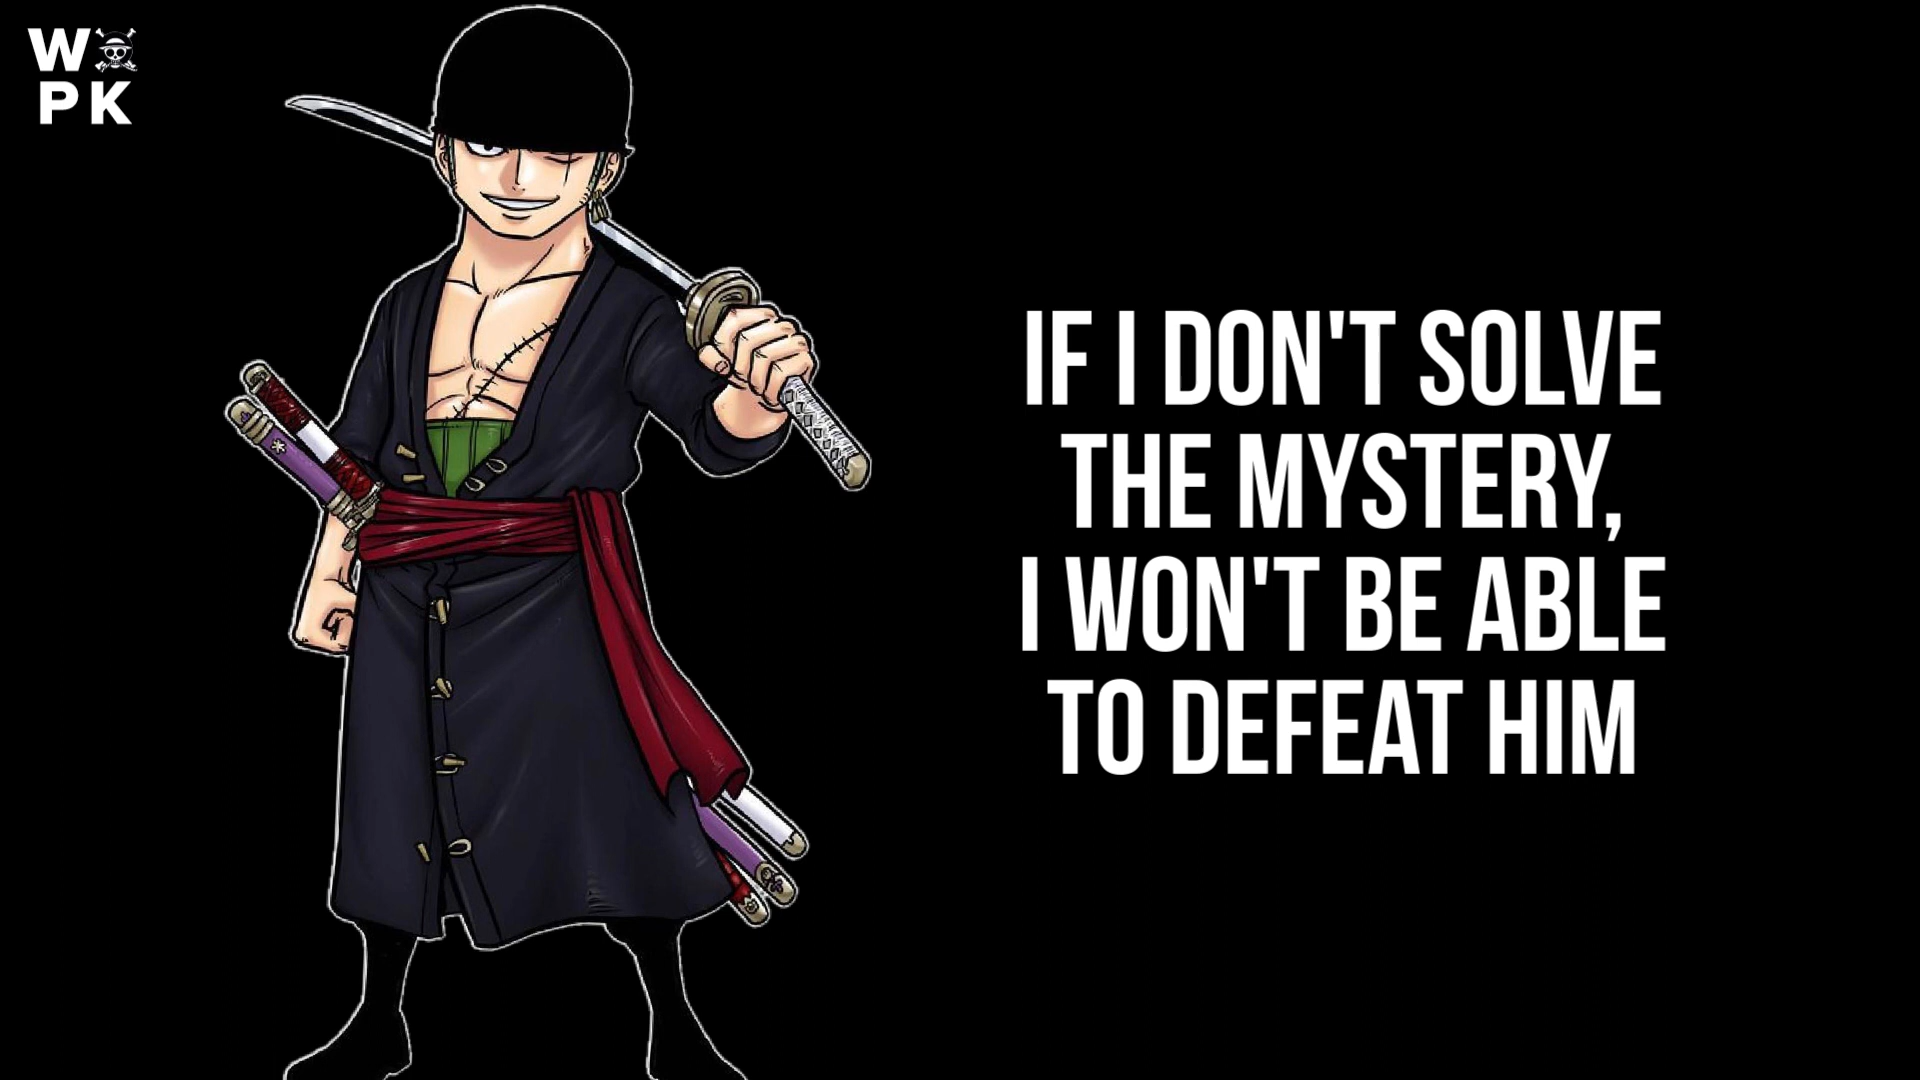 W
PK
IF I DON'T SOLVE
THE MYSTERY,
I WON'T BE ABLE
TO DEFEAT HIM